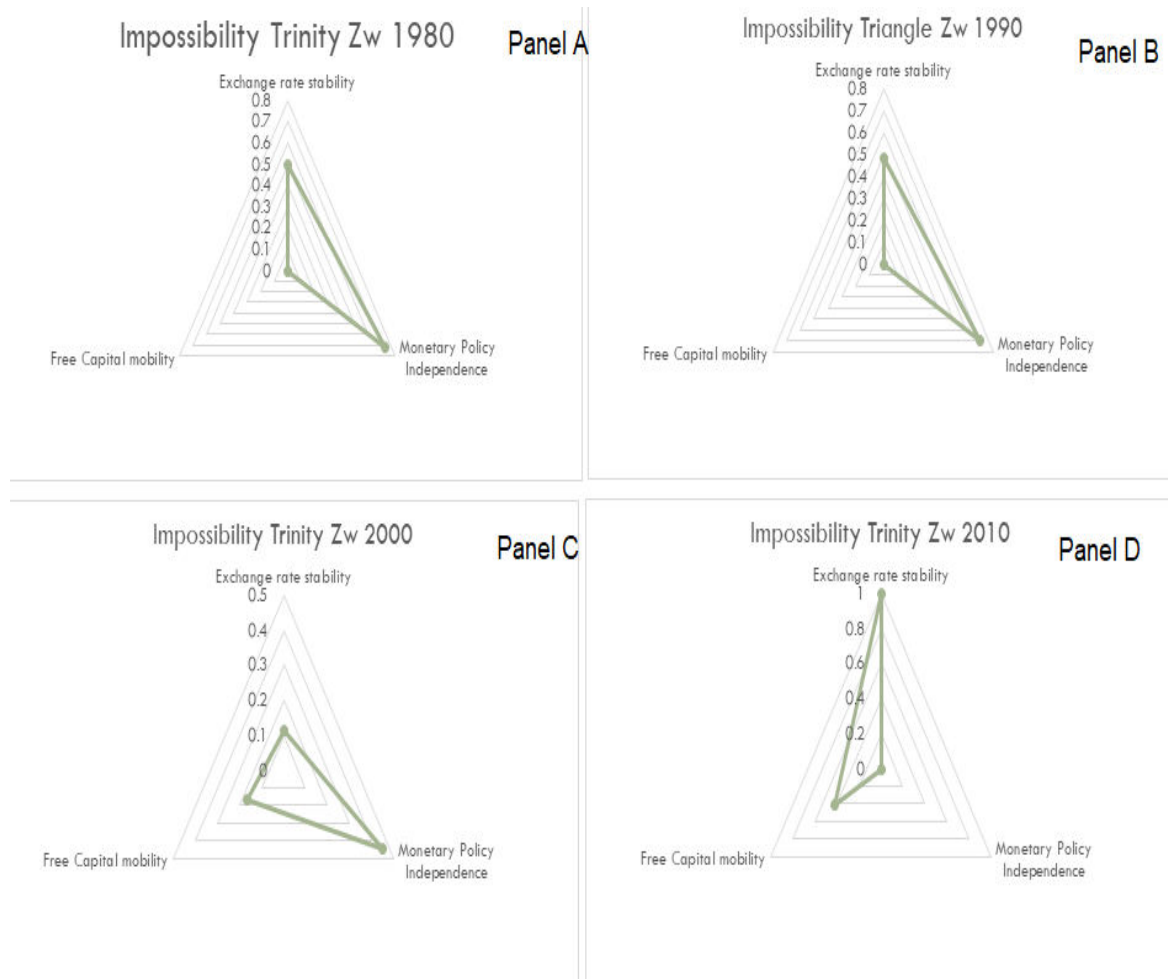 Impossibility Trinity Zw 1980
Panel A
Exchange rate stability
0.8
0.7
0.6
0.5
0.4
0.3
0.2
0.1
0
Free Capital mobility
Monetary Policy
Independence
Impossibility Triangle Zw 1990
Panel B
Exchange rate stability
0.8
0.7
0.6
0.5
0.4
0.3
0.2
0.1
0
Free Capital mobility
Monetary Policy
Independence
Impossibility Trinity Zw 2000
Panel C
Exchange rate stability
0.5
0.4
0.3
0.2
0.1
0
Free Capital mobility
Monetary Policy
Independence
Impossibility Trinity Zw 2010
Panel D
Exchange rate stability
1
0.8
0.6
0.4
0.2
0
Free Capital mobility
Monetary Policy
Independence